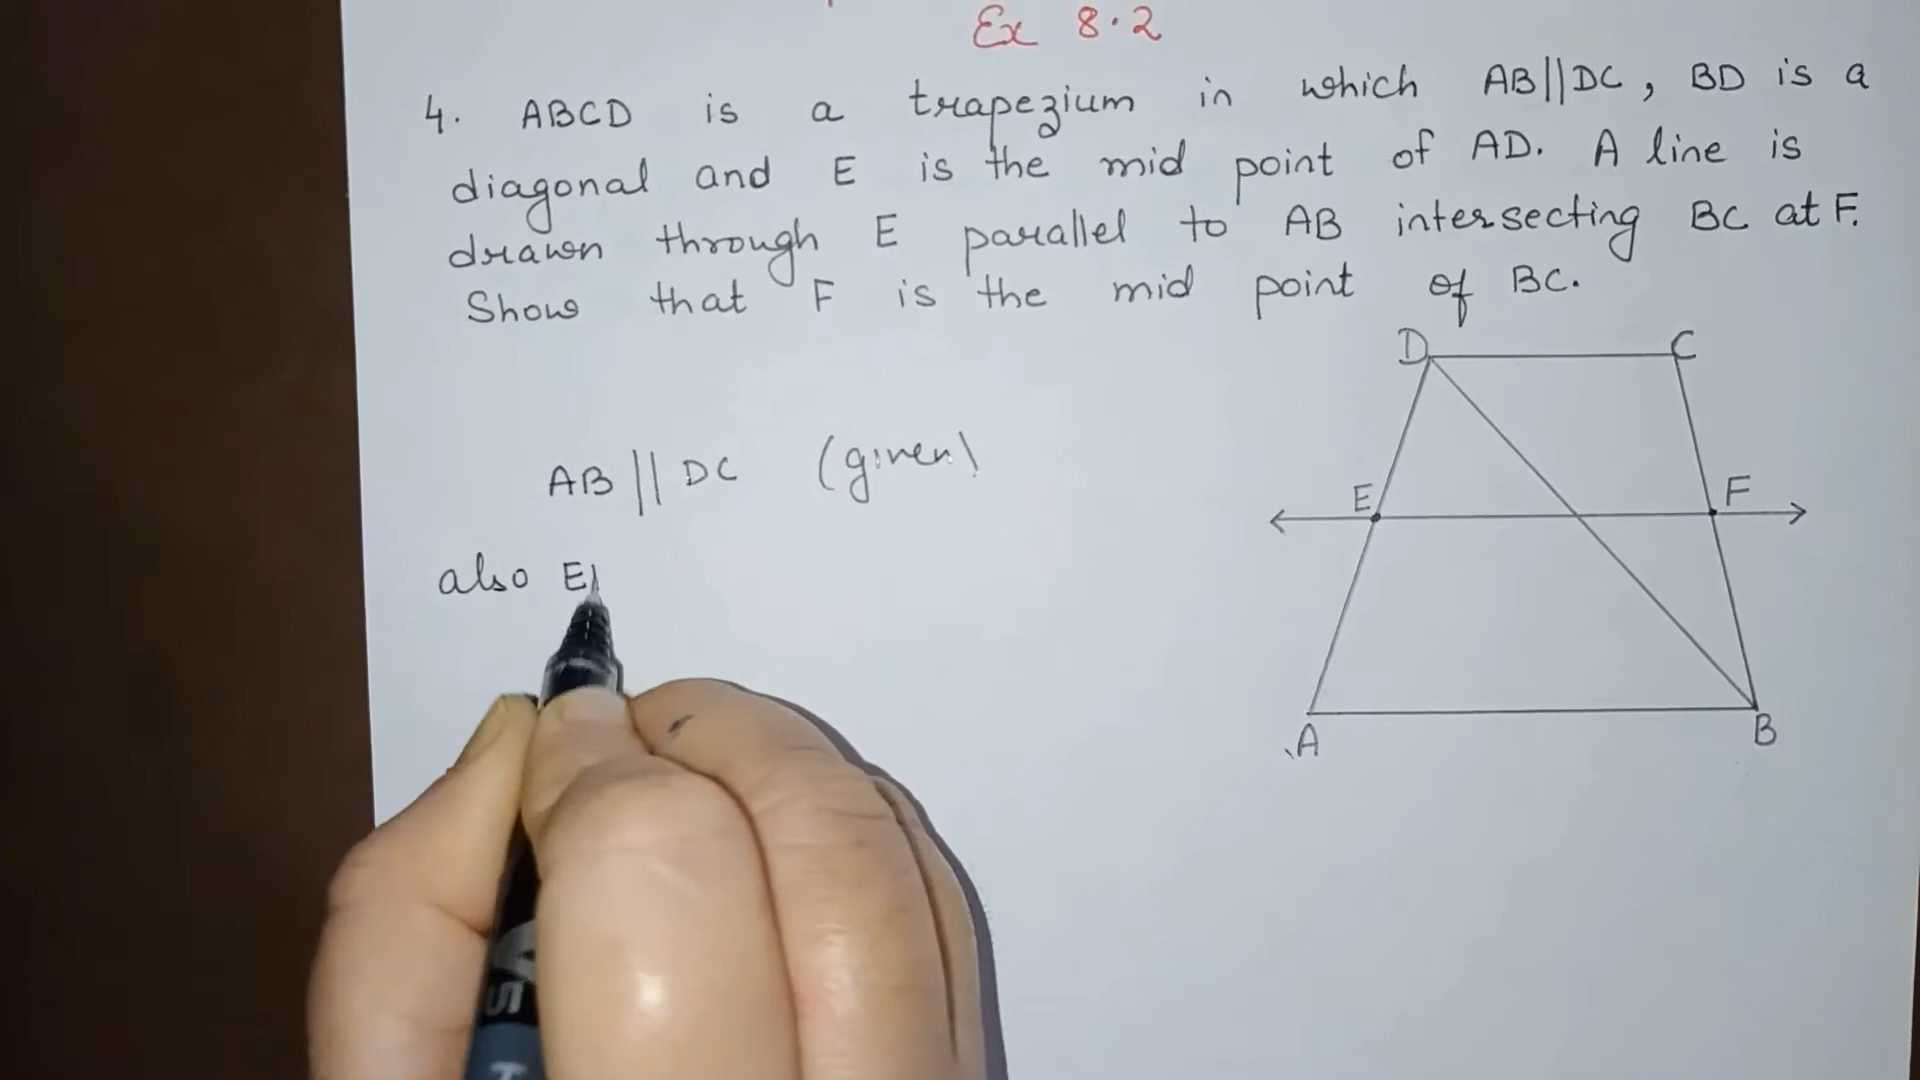 Ex 8.2
4. ABCD is a trapezium in which AB||DC, BD is a
diagonal and E is the mid point of AD. A line is
drawn through E parallel to AB intersecting BC at F.
Show that F is the mid point of BC.
D C
AB || DC (given)
E F
also E
A B
5